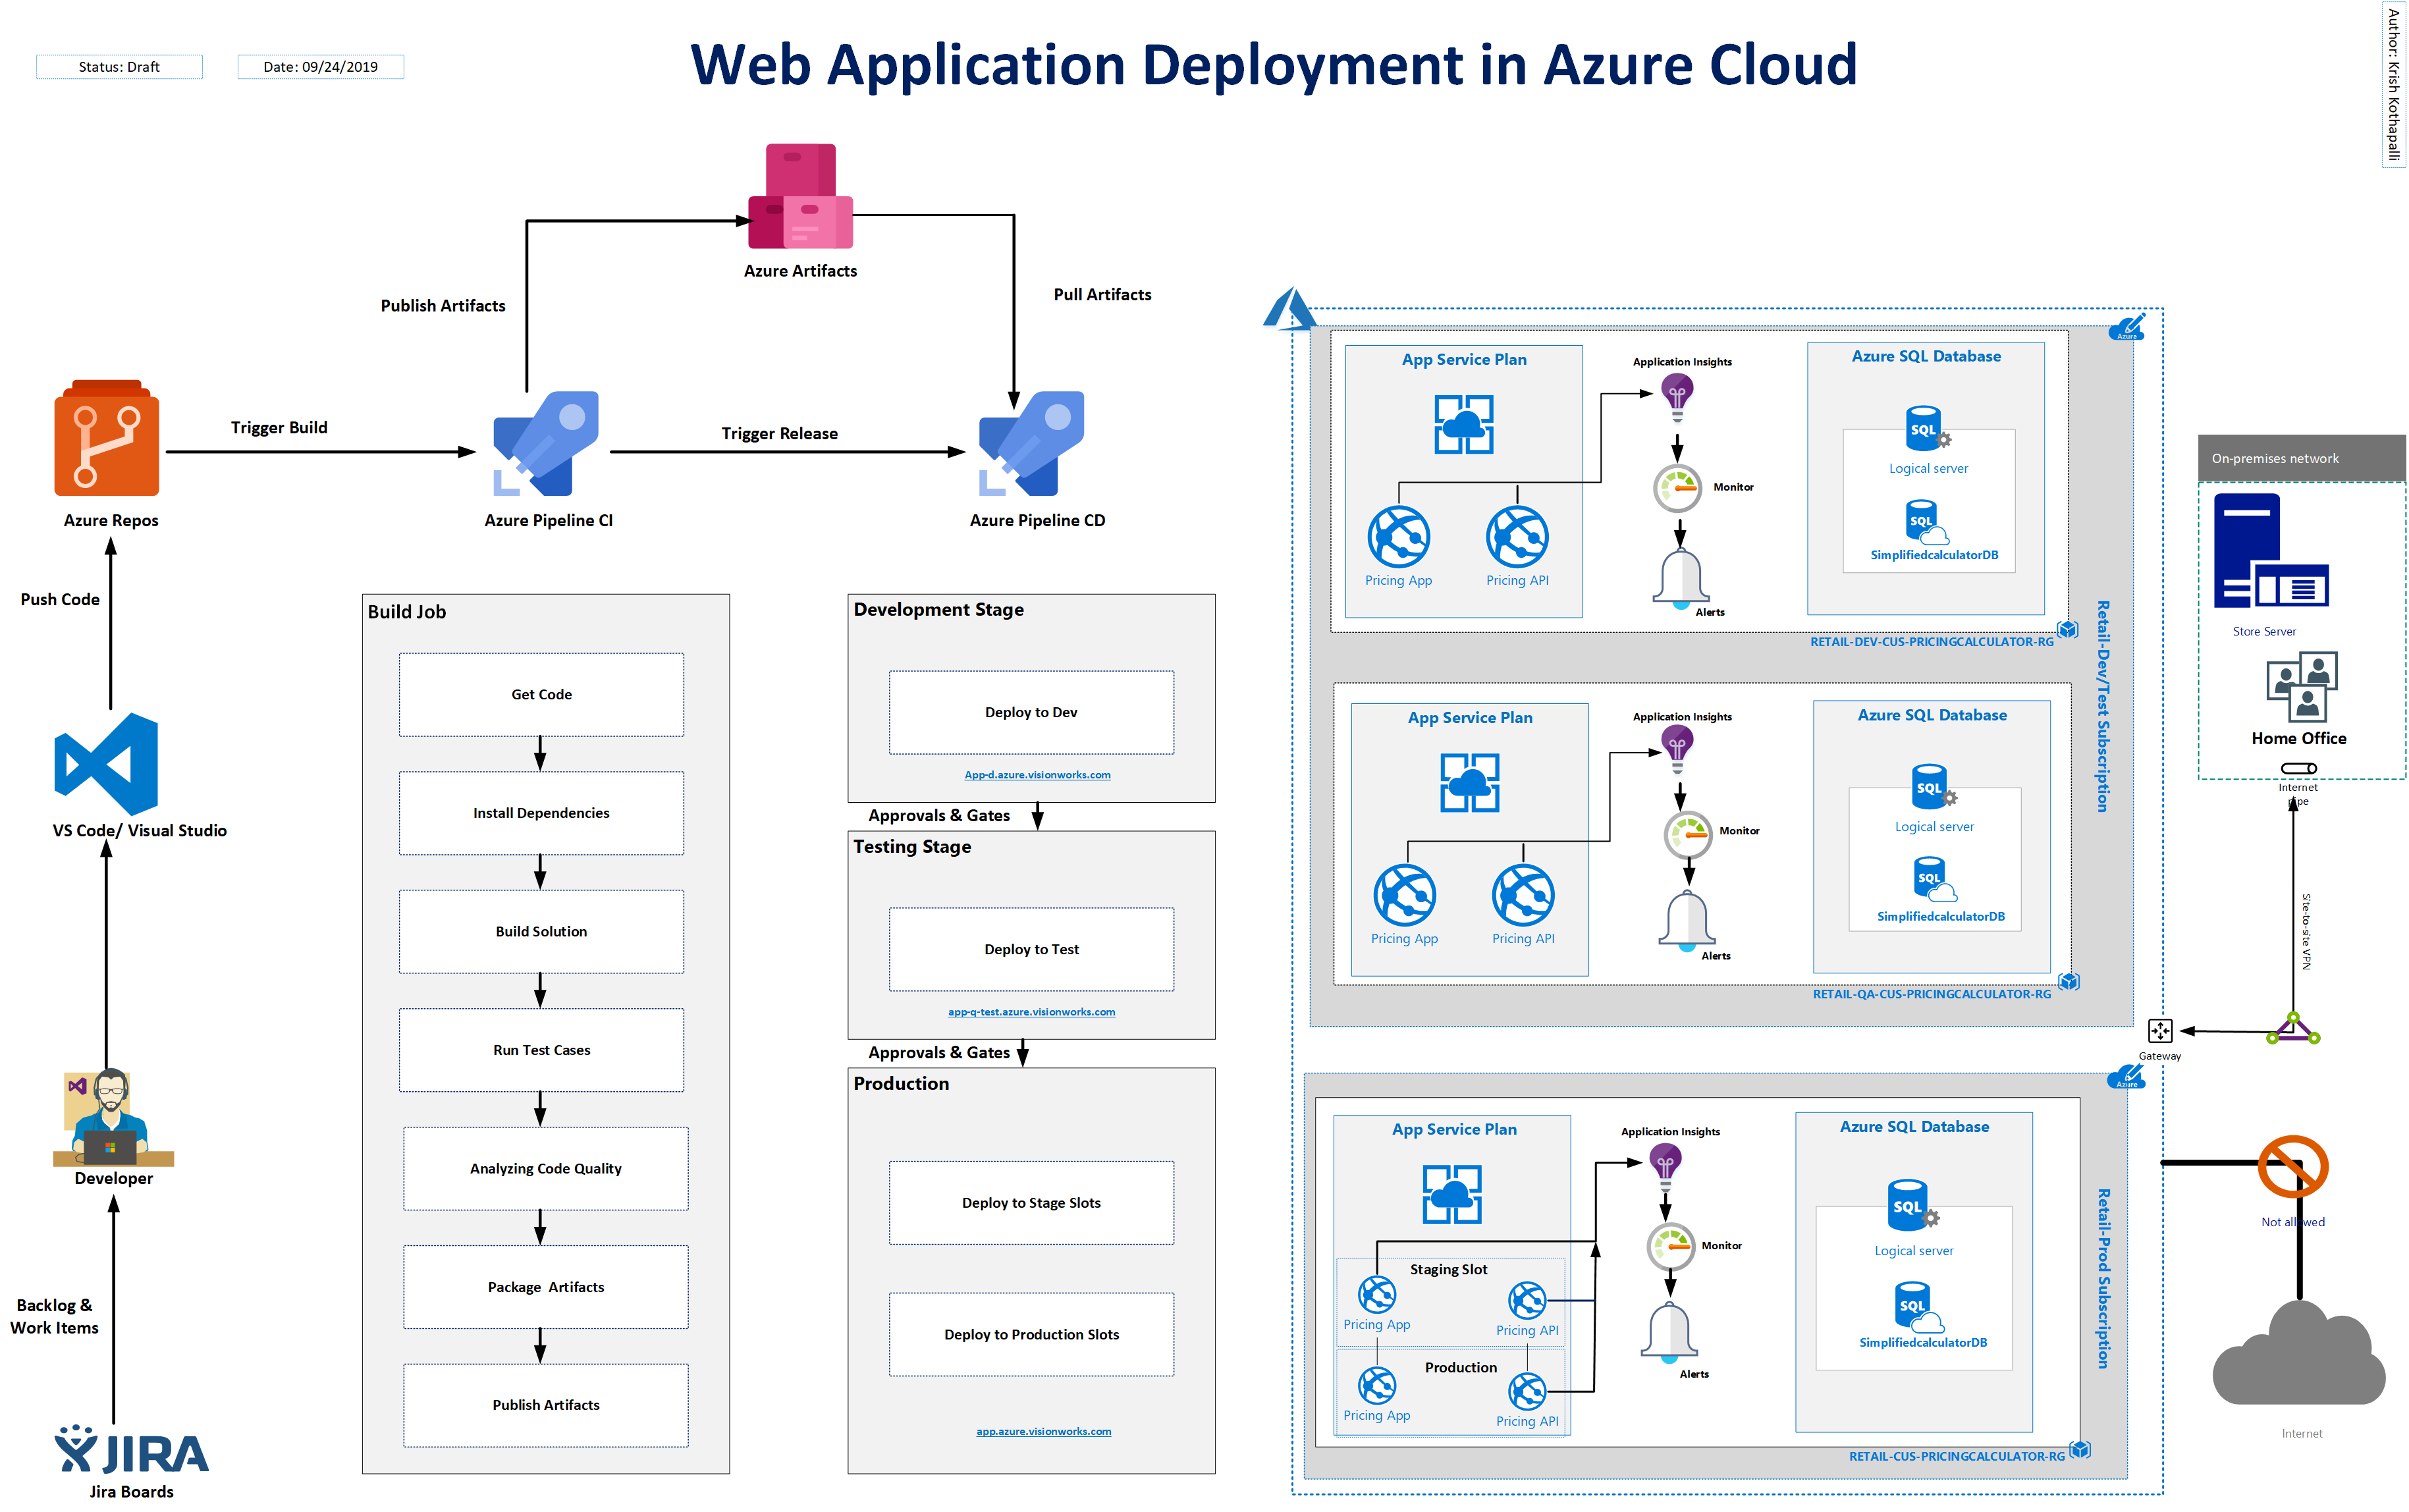 Status: Draft
Date: 09/24/2019
Web Application Deployment in Azure Cloud
Author: Krish Kothapalli
Azure Artifacts
Publish Artifacts
Pull Artifacts
Trigger Build
Trigger Release
Azure Repos
Azure Pipeline CI
Azure Pipeline CD
Push Code
VS Code/ Visual Studio
Developer
Backlog &
Work Items
JIRA
Jira Boards
Build Job
Get Code
Install Dependencies
Build Solution
Run Test Cases
Analyzing Code Quality
Package  Artifacts
Publish Artifacts
Development Stage
Deploy to Dev
App-d.azure.visionworks.com
Approvals & Gates
Testing Stage
Deploy to Test
app-q-test.azure.visionworks.com
Approvals & Gates
Production
Deploy to Stage Slots
Deploy to Production Slots
app.azure.visionworks.com
Azure
App Service Plan
Pricing App
Pricing API
Application Insights
Monitor
Alerts
Azure SQL Database
SQL
Logical server
SQL
SimplifiedcalculatorDB
RETAIL-DEV-CUS-PRICINGCALCULATOR-RG
Retail-Dev/Test Subscription
App Service Plan
Pricing App
Pricing API
Application Insights
Monitor
Alerts
Azure SQL Database
SQL
Logical server
SQL
SimplifiedcalculatorDB
RETAIL-QA-CUS-PRICINGCALCULATOR-RG
Azure
App Service Plan
Staging Slot
Pricing App
Pricing API
Production
Pricing App
Pricing API
Application Insights
Monitor
Alerts
Azure SQL Database
SQL
Logical server
SQL
SimplifiedcalculatorDB
RETAIL-CUS-PRICINGCALCULATOR-RG
Retail-Prod Subscription
On-premises network
Store Server
Home Office
Internet
pipe
Site-to-site VPN
Gateway
Not allowed
Internet